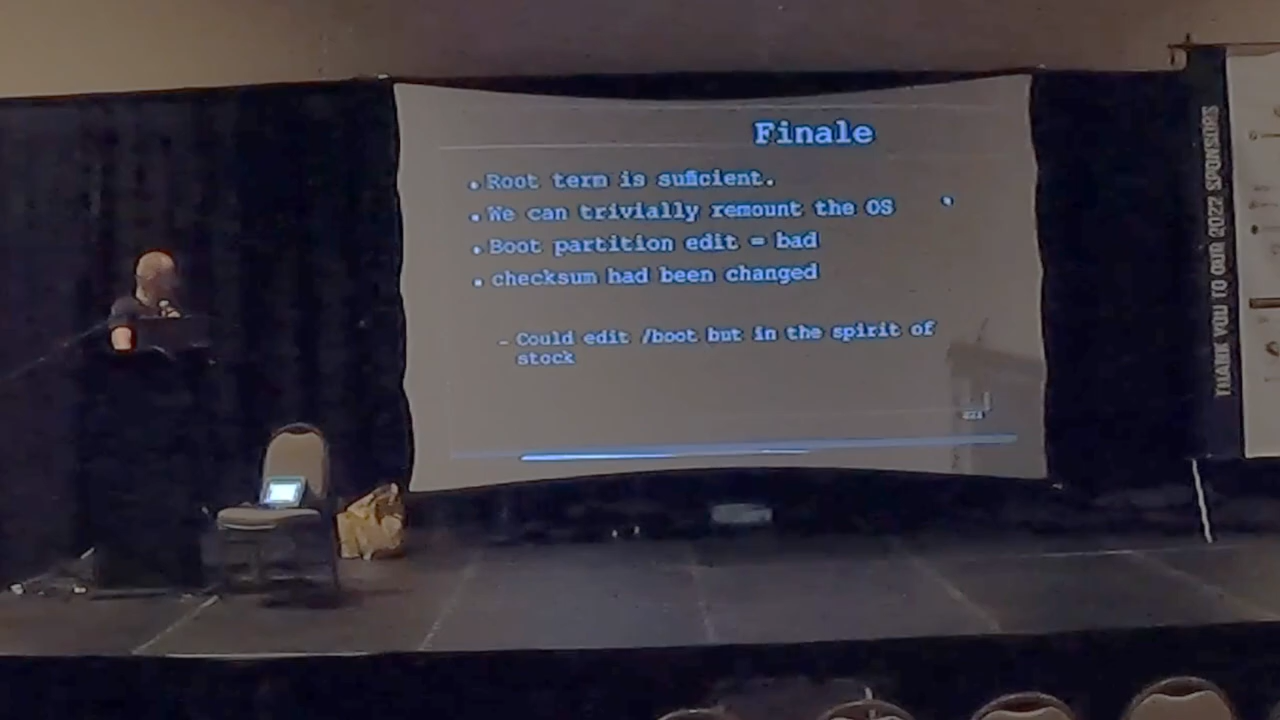 Finale
• Root term is sufficient.
• We can trivially remount the OS
• Boot partition edit = bad
• checksum had been changed
– Could edit /boot but in the spirit of
stock
THANK YOU TO OUR 2022 SPONSORS